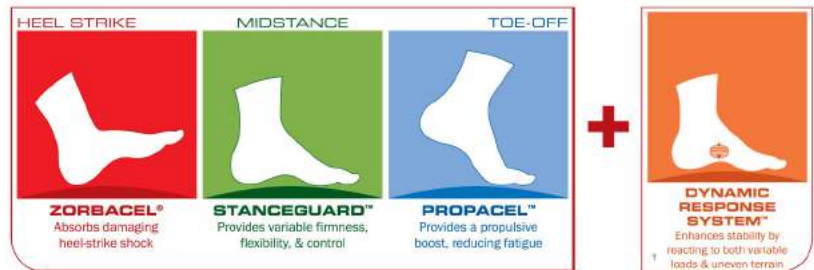 HEEL STRIKE
MIDSTANCE
TOE-OFF
ZORBACEL®
Absorbs damaging
heel-strike shock
STANCEGUARD™
Provides variable firmness,
flexibility, & control
PROPACEL™
Provides a propulsive
boost, reducing fatigue
+
DYNAMIC
RESPONSE
SYSTEM™
Enhances stability by
reacting to both variable
loads & uneven terrain
†